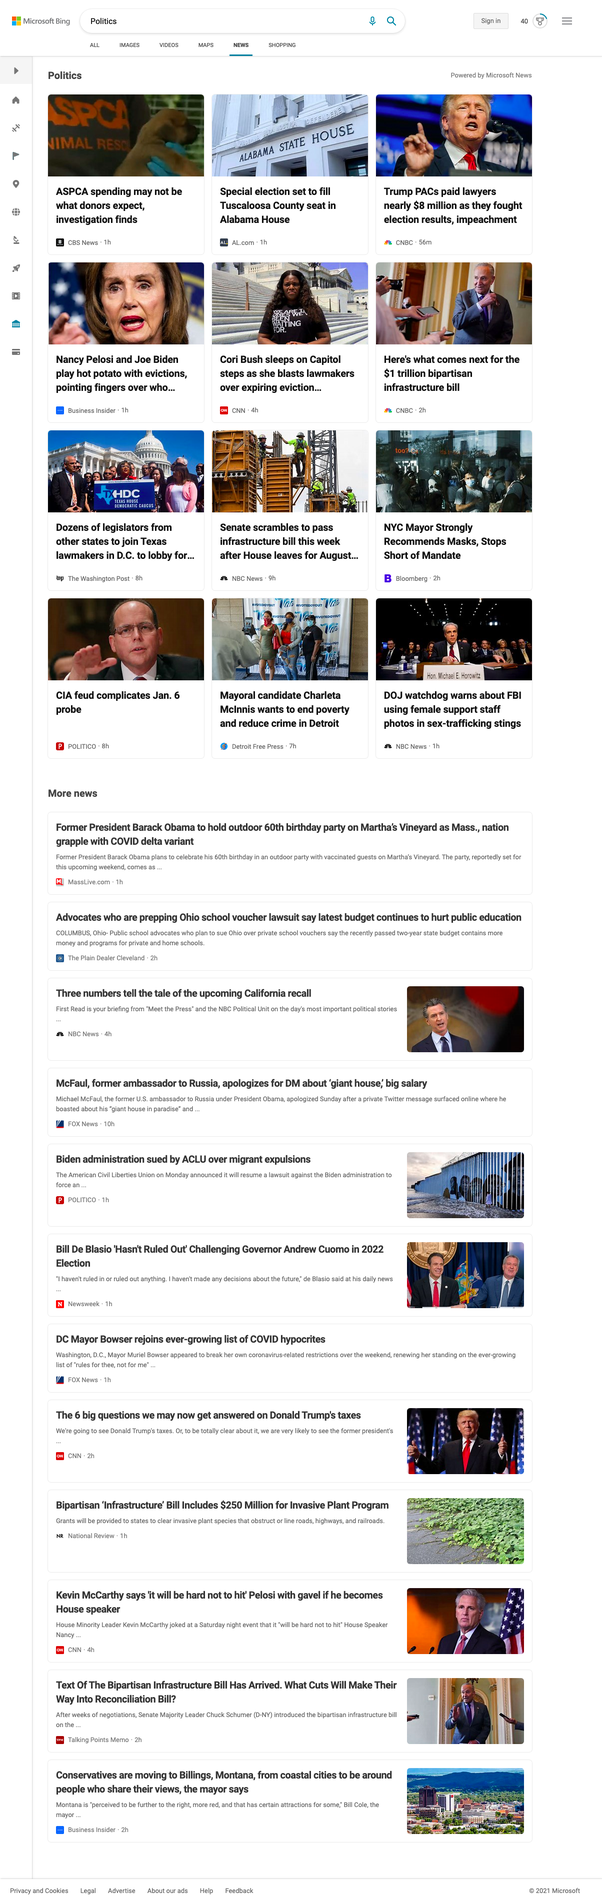 Microsoft Bing
Politics
Sign in
40
ALL IMAGES VIDEOS MAPS NEWS SHOPPING
Politics
Powered by Microsoft News
ASPCA
NIMAL RESC
ALABAMA STATE HOUSE
ASPCA spending may not be
what donors expect,
investigation finds
CBS News · 1h
Special election set to fill
Tuscaloosa County seat in
Alabama House
AL.com · 1h
Trump PACs paid lawyers
nearly $8 million as they fought
election results, impeachment
CNBC · 56m
WAITING
FOR.
Nancy Pelosi and Joe Biden
play hot potato with evictions,
pointing fingers over who...
Business Insider · 1h
Cori Bush sleeps on Capitol
steps as she blasts lawmakers
over expiring eviction...
CNN · 4h
Here's what comes next for the
$1 trillion bipartisan
infrastructure bill
CNBC · 2h
HDC
TEXAS HOUSE
DEMOCRATIC CAUCUS
Dozens of legislators from
other states to join Texas
lawmakers in D.C. to lobby for...
The Washington Post · 8h
Senate scrambles to pass
infrastructure bill this week
after House leaves for August...
NBC News · 9h
NYC Mayor Strongly
Recommends Masks, Stops
Short of Mandate
Bloomberg · 2h
Hon. Michael E. Horowitz
CIA feud complicates Jan. 6
probe
POLITICO · 8h
Mayoral candidate Charleta
McInnis wants to end poverty
and reduce crime in Detroit
Detroit Free Press · 7h
DOJ watchdog warns about FBI
using female support staff
photos in sex-trafficking stings
NBC News · 1h
More news
Former President Barack Obama to hold outdoor 60th birthday party on Martha's Vineyard as Mass., nation
grapple with COVID delta variant
Former President Barack Obama plans to celebrate his 60th birthday in an outdoor party with vaccinated guests on Martha's Vineyard. The party, reportedly set for
this upcoming weekend, comes as ...
MassLive.com · 1h
Advocates who are prepping Ohio school voucher lawsuit say latest budget continues to hurt public education
COLUMBUS, Ohio- Public school advocates who plan to sue Ohio over private school vouchers say the recently passed two-year state budget contains more
money and programs for private and home schools.
The Plain Dealer Cleveland · 2h
Three numbers tell the tale of the upcoming California recall
First Read is your briefing from "Meet the Press" and the NBC Political Unit on the day's most important political stories
...
NBC News · 4h
McFaul, former ambassador to Russia, apologizes for DM about 'giant house,' big salary
Michael McFaul, the former U.S. ambassador to Russia under President Obama, apologized Sunday after a private Twitter message surfaced online where he
boasted about his "giant house in paradise" and ...
FOX News · 10h
Biden administration sued by ACLU over migrant expulsions
The American Civil Liberties Union on Monday announced it will resume a lawsuit against the Biden administration to
force an ...
POLITICO · 1h
Bill De Blasio 'Hasn't Ruled Out' Challenging Governor Andrew Cuomo in 2022
Election
"I haven't ruled in or ruled out anything. I haven't made any decisions about the future," de Blasio said at his daily news
...
Newsweek · 1h
DC Mayor Bowser rejoins ever-growing list of COVID hypocrites
Washington, D.C., Mayor Muriel Bowser appeared to break her own coronavirus-related restrictions over the weekend, renewing her standing on the ever-growing
list of "rules for thee, not for me" ...
FOX News · 1h
The 6 big questions we may now get answered on Donald Trump's taxes
We're going to see Donald Trump's taxes. Or, to be totally clear about it, we are very likely to see the former president's
...
CNN · 2h
Bipartisan 'Infrastructure' Bill Includes $250 Million for Invasive Plant Program
Grants will be provided to states to clear invasive plant species that obstruct or line roads, highways, and railroads.
NR National Review · 1h
Kevin McCarthy says 'it will be hard not to hit' Pelosi with gavel if he becomes
House speaker
House Minority Leader Kevin McCarthy joked at a Saturday night event that it "will be hard not to hit" House Speaker
Nancy ...
CNN · 4h
Text Of The Bipartisan Infrastructure Bill Has Arrived. What Cuts Will Make Their
Way Into Reconciliation Bill?
After weeks of negotiations, Senate Majority Leader Chuck Schumer (D-NY) introduced the bipartisan infrastructure bill
on the ...
Talking Points Memo · 2h
Conservatives are moving to Billings, Montana, from coastal cities to be around
people who share their views, the mayor says
Montana is "perceived to be further to the right, more red, and that has certain attractions for some," Bill Cole, the
mayor ...
Business Insider · 2h
Privacy and Cookies Legal Advertise About our ads Help Feedback
© 2021 Microsoft